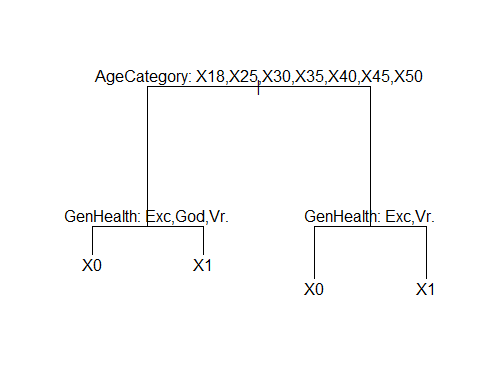 AgeCategory: X18,X25,X30,X35,X40,X45,X50
GenHealth: Exc,God,Vr.
GenHealth: Exc,Vr.
X0
X1
X0
X1